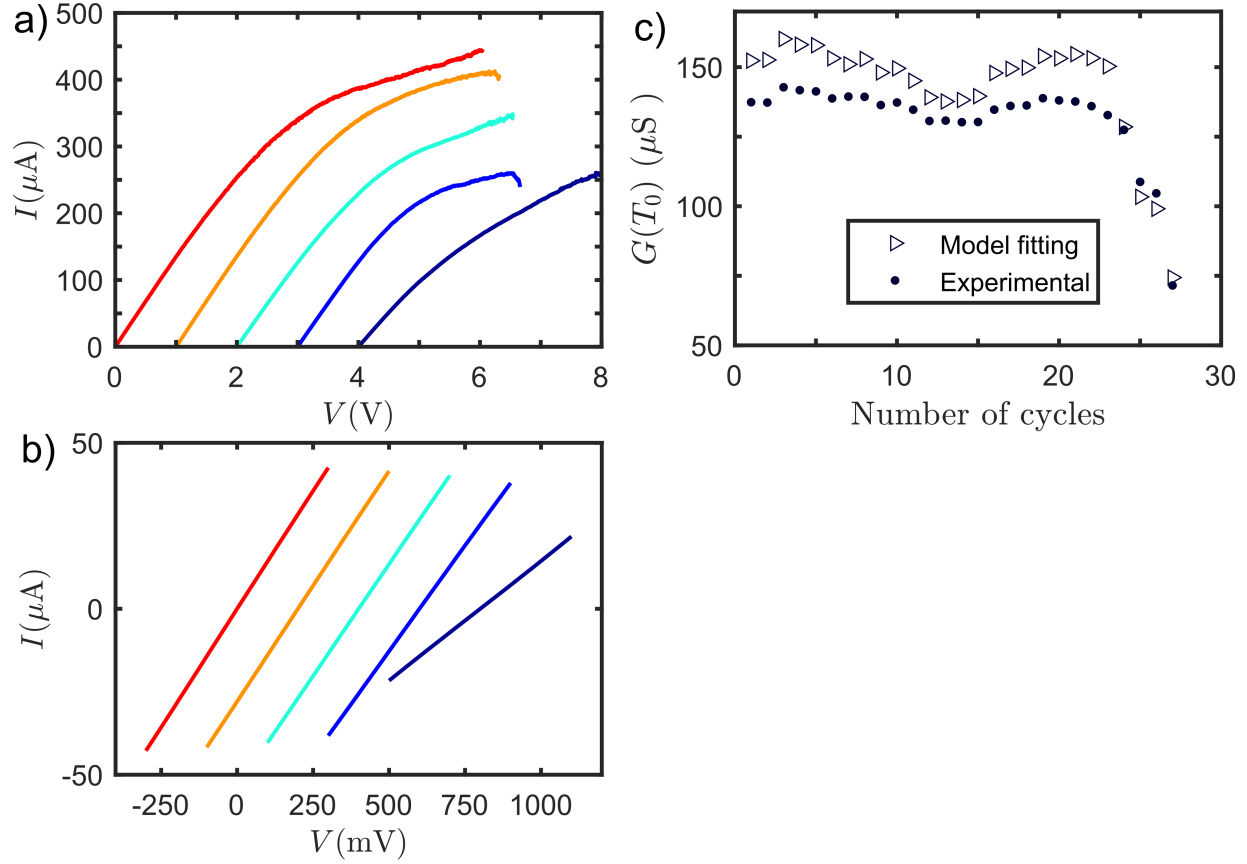 a)
500
400
300
200
100
0
I(μA)
0 2 4 6 8
V(V)
c)
150
100
50
G(T₀) (μS )
Model fitting
Experimental
0 10 20 30
Number of cycles
b)
50
0
-50
I(μA)
-250 0 250 500 750 1000
V(mV)